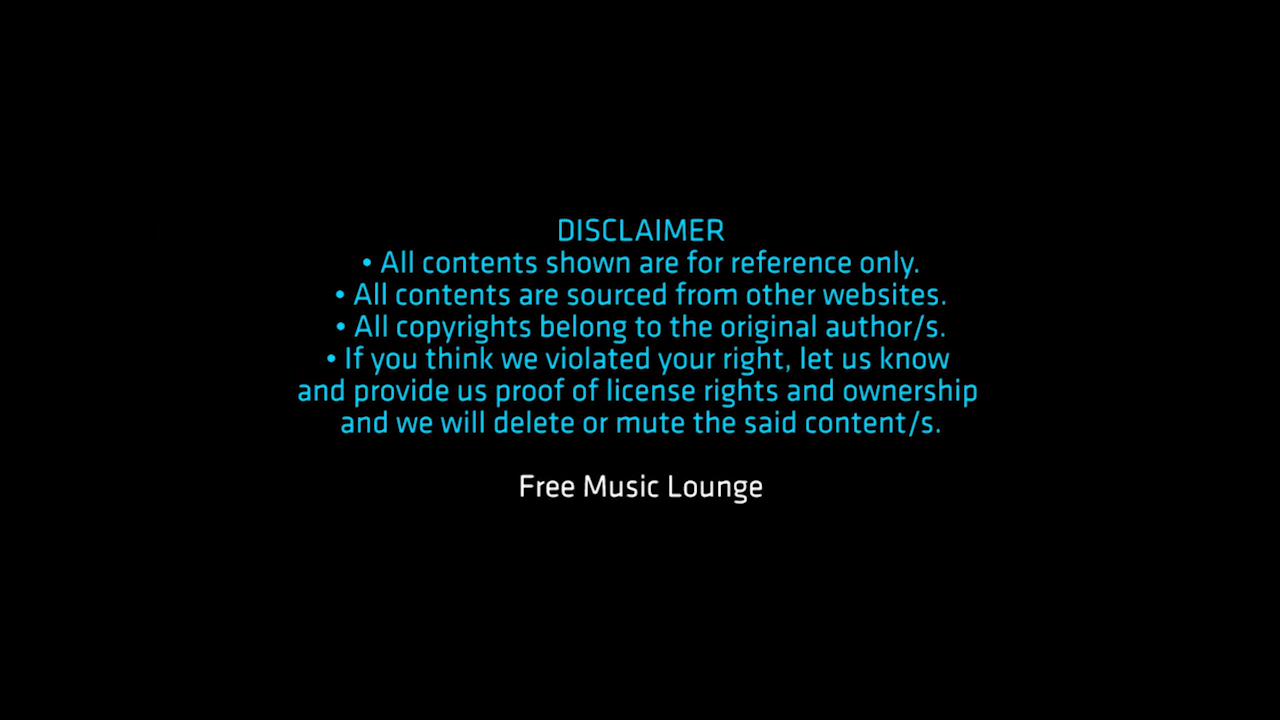 DISCLAIMER
• All contents shown are for reference only.
• All contents are sourced from other websites.
• All copyrights belong to the original author/s.
• If you think we violated your right, let us know
and provide us proof of license rights and ownership
and we will delete or mute the said content/s.
Free Music Lounge